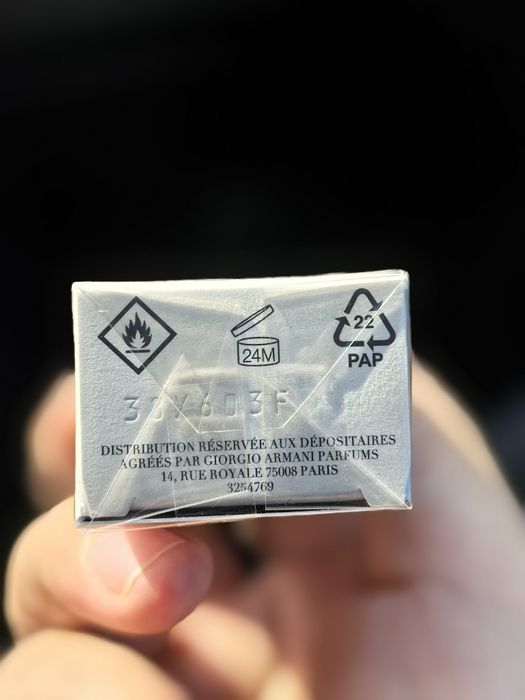 24M
22
PAP
DISTRIBUTION RÉSERVÉE AUX DÉPOSITAIRES
AGRÉÉS PAR GIORGIO ARMANI PARFUMS
14, RUE ROYALE 75008 PARIS
3254769